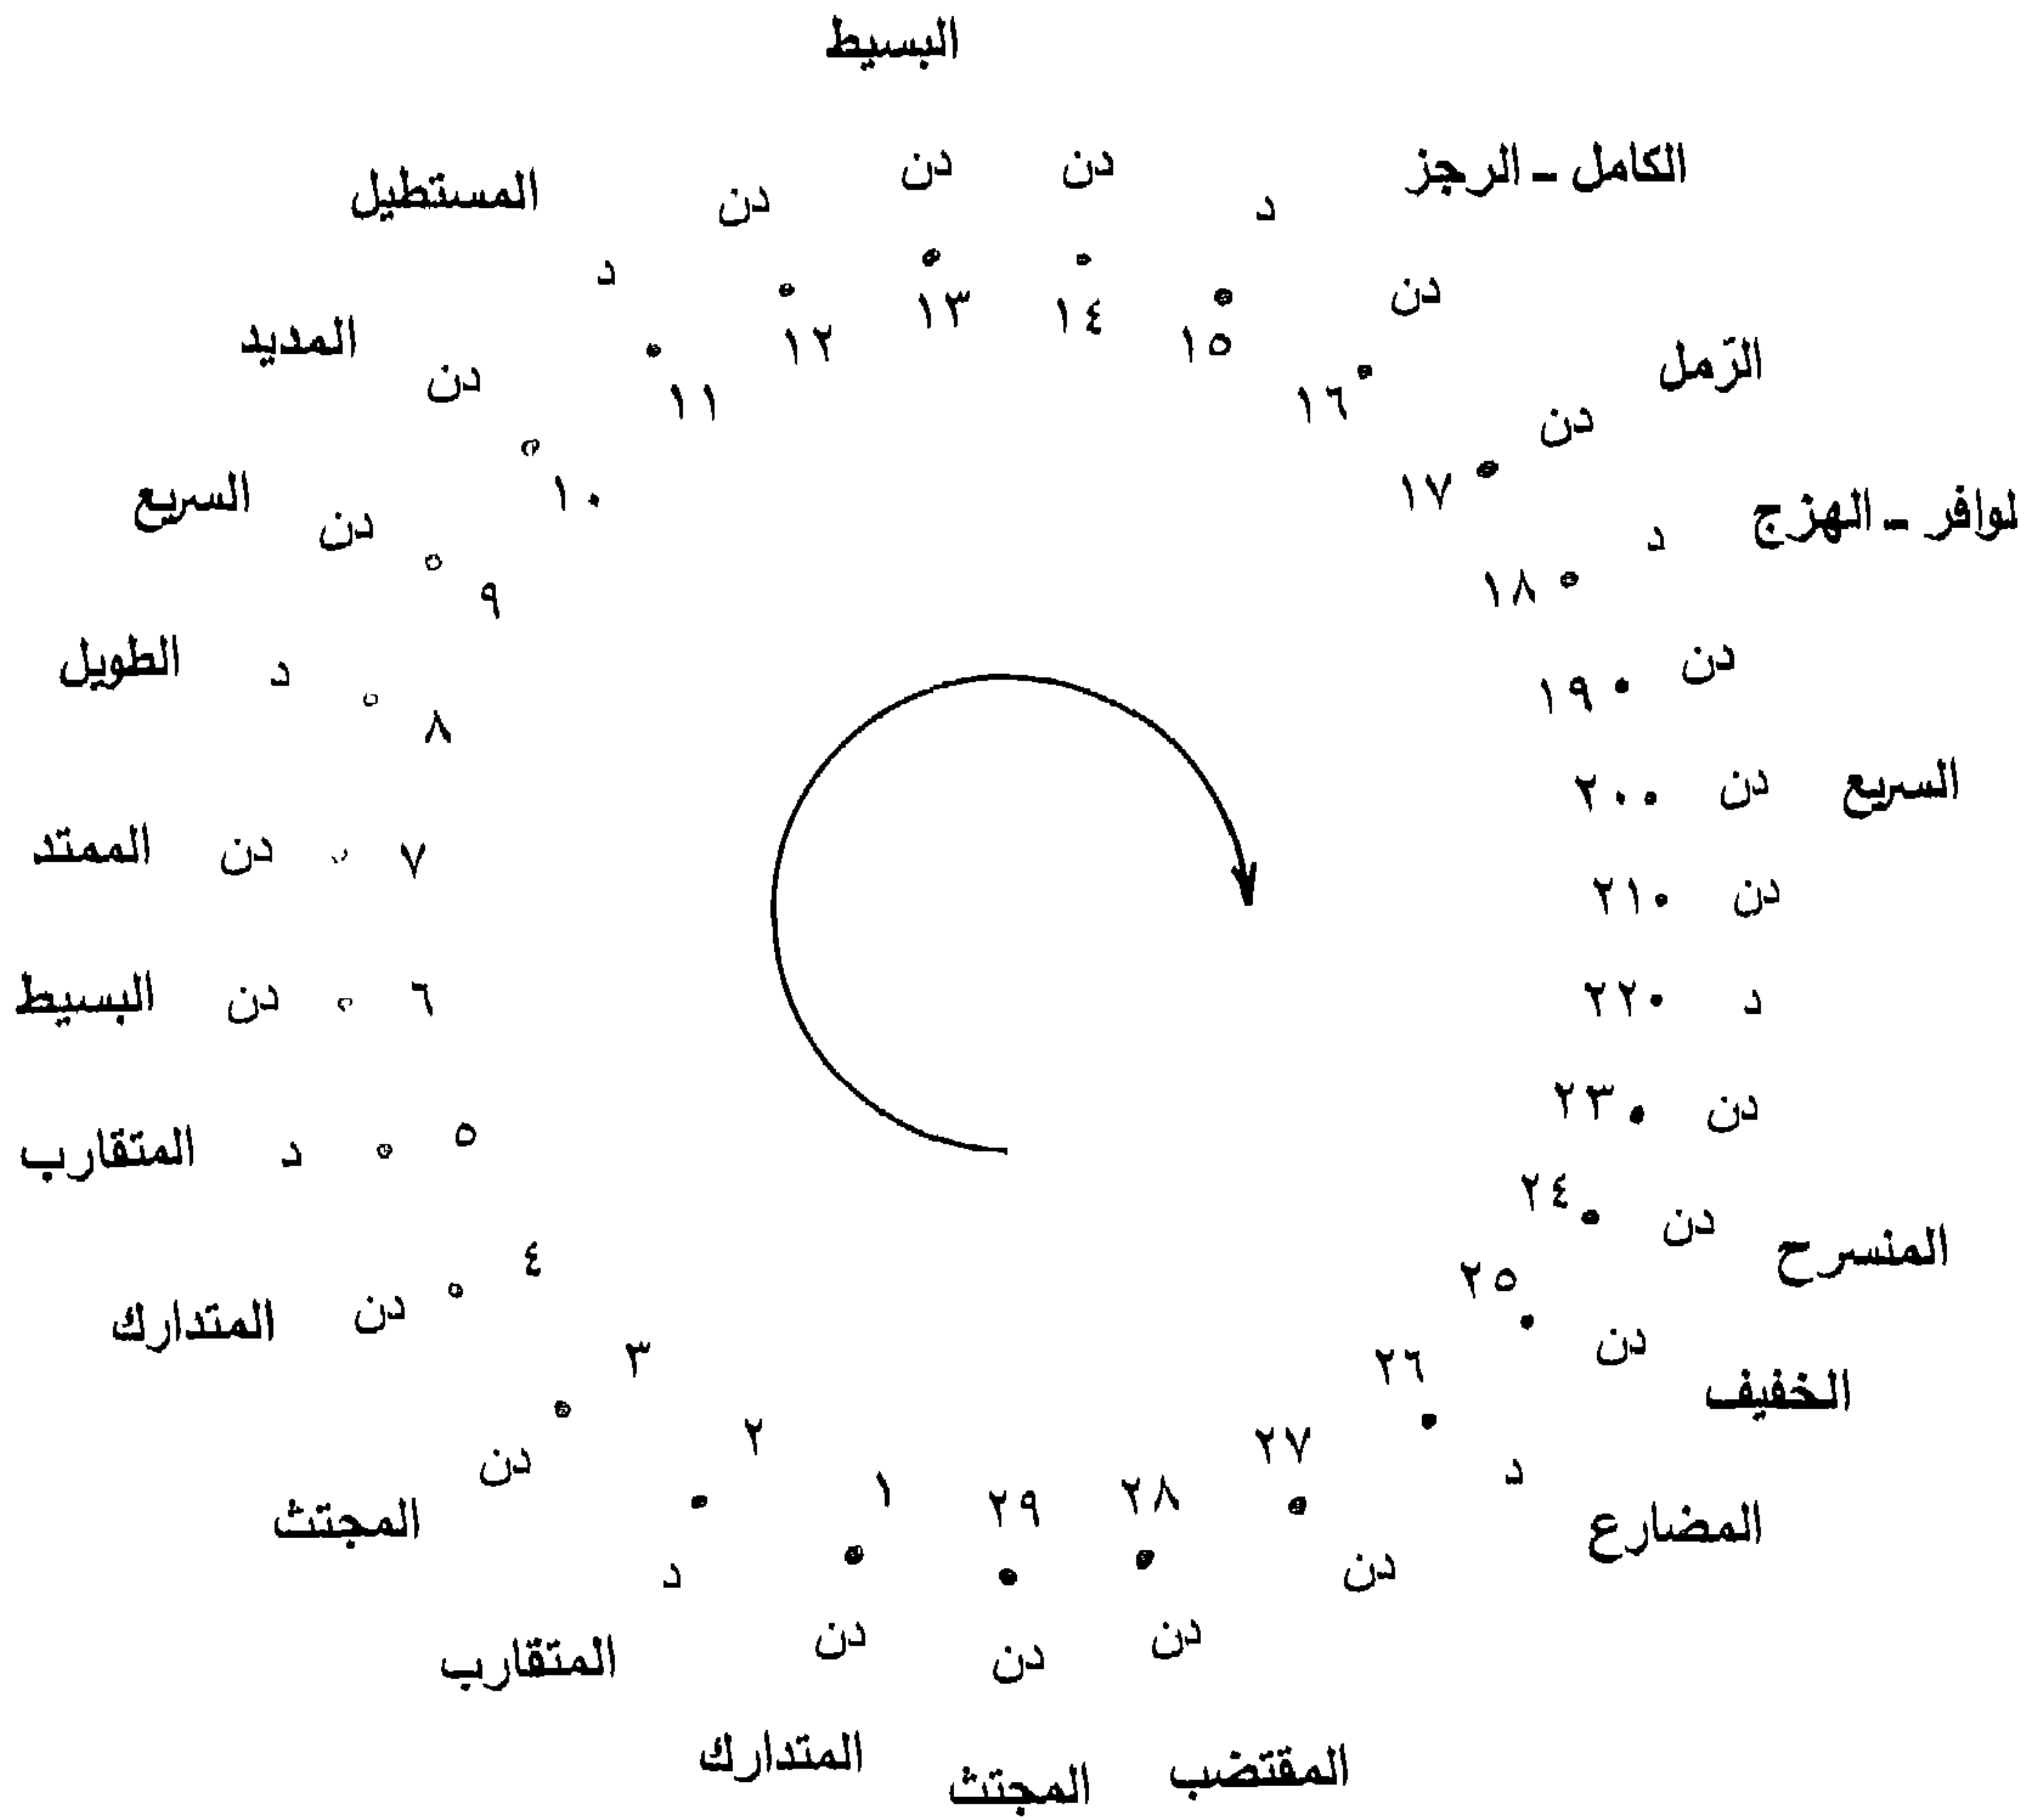 البسيط
الكامل ـ الرجز
د
دن
دن
دن
المستطيل
١٥
١٤
١٣
١٢
د
١١
دن
١٦
الرّمل
المديد
دن
١٠
دن
١٧
لوافر ـ الهزج
السريع
دن
٩
د
١٨
الطويل
د
٨
دن
١٩
السريع
دن
٢٠
الممتد
دن
٧
دن
٢١
البسيط
دن
٦
د
٢٢
المتقارب
د
٥
دن
٢٣
المتدارك
دن
٤
المنسرح
دن
٢٤
المجتث
دن
٣
الخفيف
دن
٢٥
المتقارب
د
٢
المضارع
د
٢٦
دن
٢٧
دن
٢٨
دن
٢٩
دن
١
المقتضب
المجتث
المتدارك